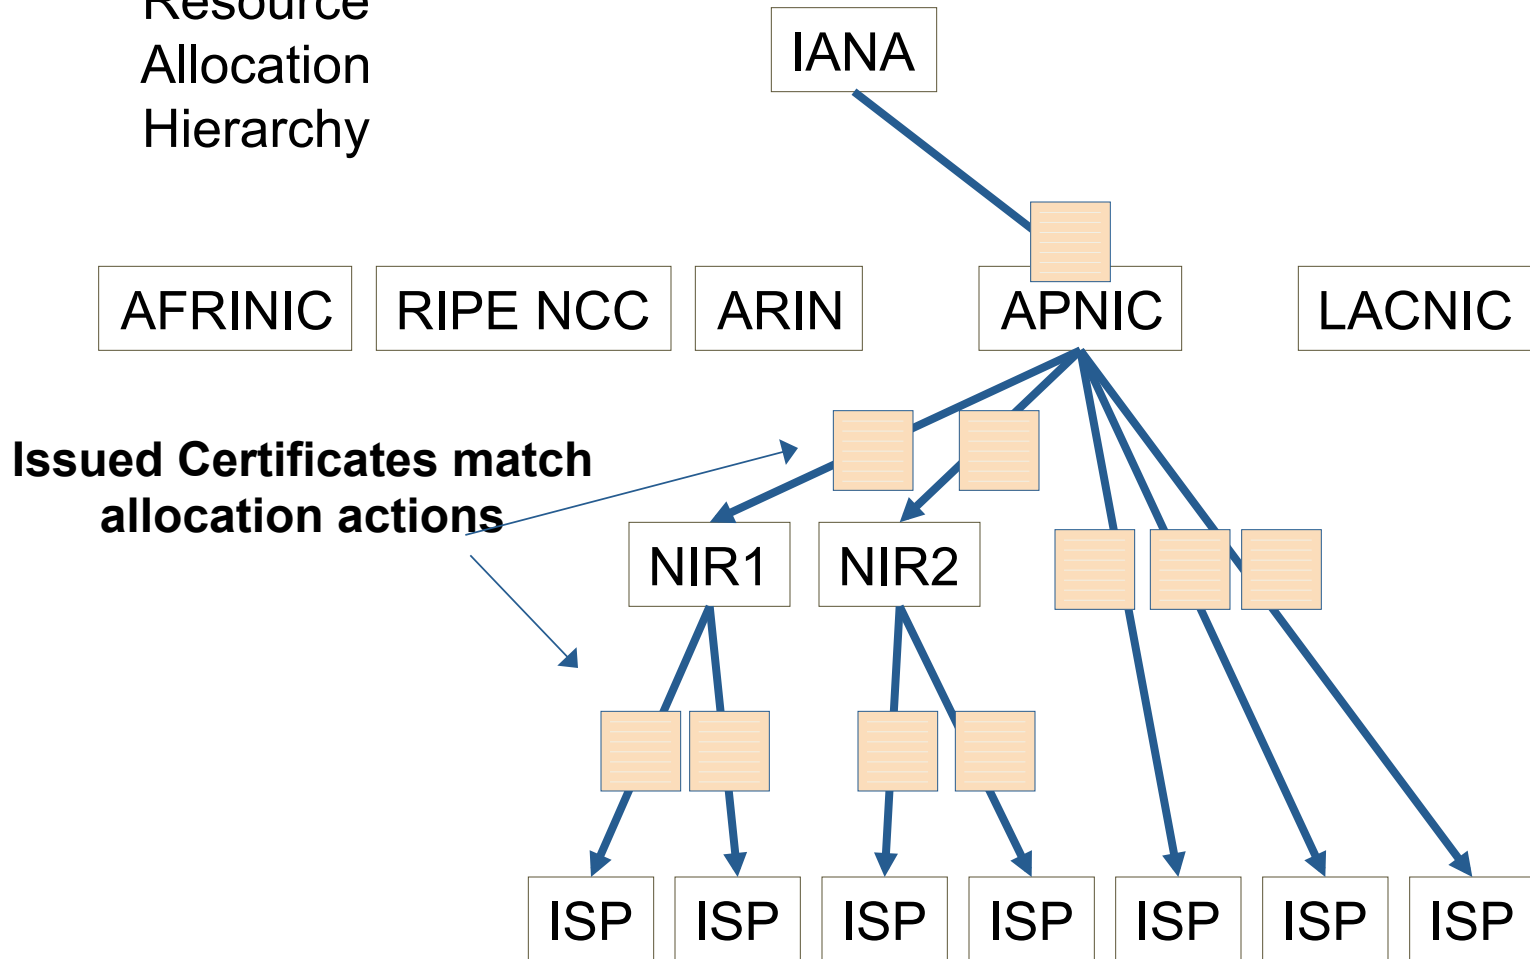 Resource
Allocation
Hierarchy
IANA
AFRINIC RIPE NCC ARIN APNIC LACNIC
Issued Certificates match
allocation actions
NIR1 NIR2
ISP ISP ISP ISP ISP ISP ISP